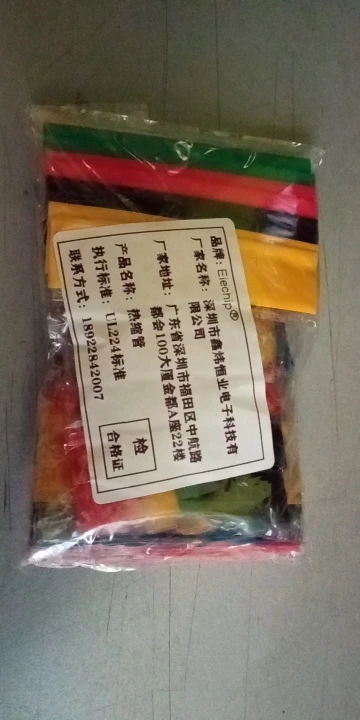 品牌：Elechip®
厂家名称：深圳市鑫炜恒业电子科技有
限公司
厂家地址：广东省深圳市福田区中航路
都会100大厦金都A座22楼
产品名称：热缩管
执行标准：UL224标准
联系方式：18922842007
检
合格证